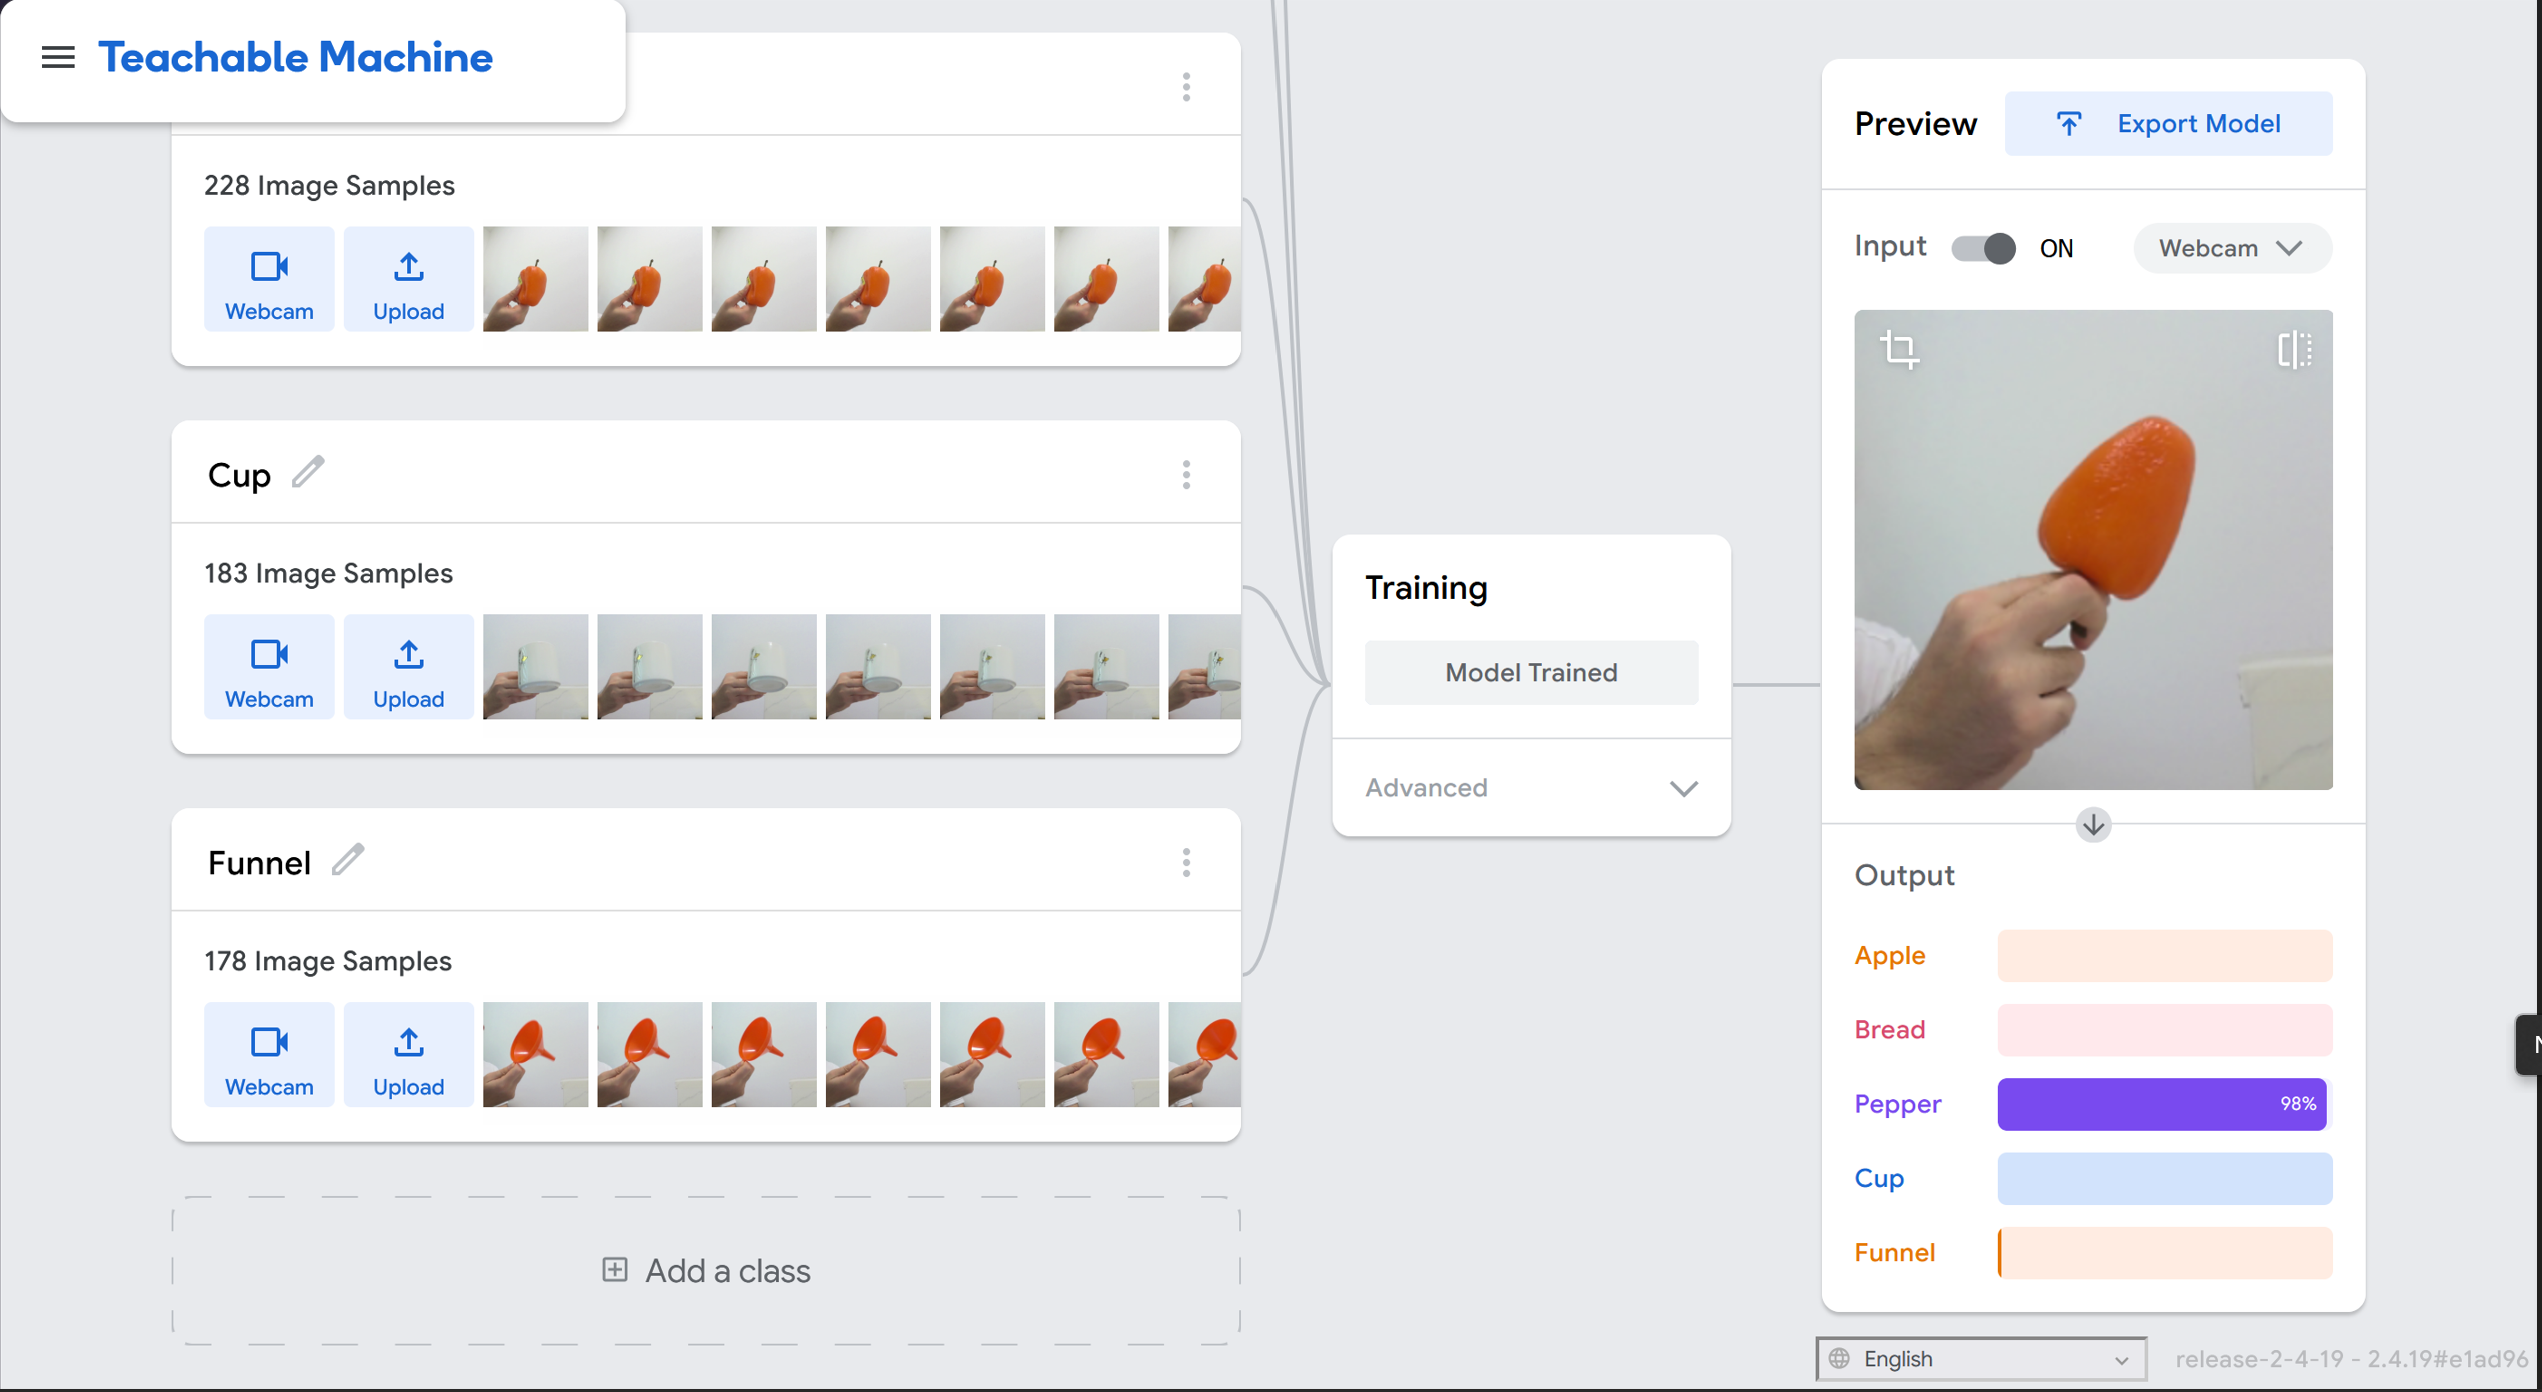 Teachable Machine
228 Image Samples
Webcam
Upload
Cup
183 Image Samples
Webcam
Upload
Funnel
178 Image Samples
Webcam
Upload
Add a class
Training
Model Trained
Advanced
Preview
Export Model
Input
ON
Webcam
Output
Apple
Bread
Pepper
98%
Cup
Funnel
English
release-2-4-19 - 2.4.19#e1ad96